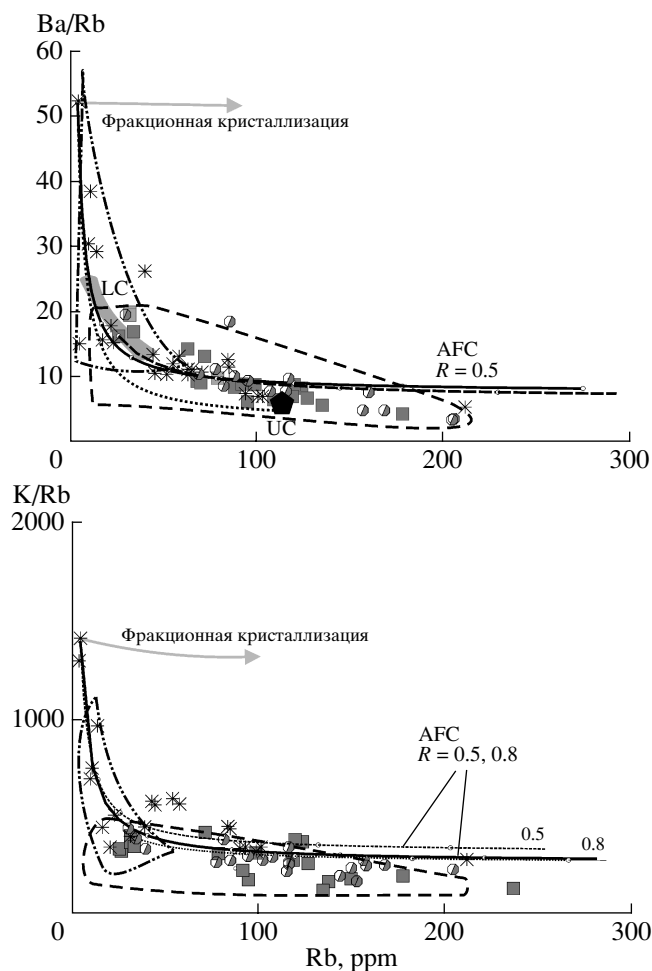 Ba/Rb
60
50
Фракционная кристаллизация
40
30
LC
20
AFC
R = 0.5
10
UC
0
100
200
300
K/Rb
2000
Фракционная кристаллизация
1000
AFC
R = 0.5, 0.8
0.5
0.8
0
100
200
300
Rb, ppm